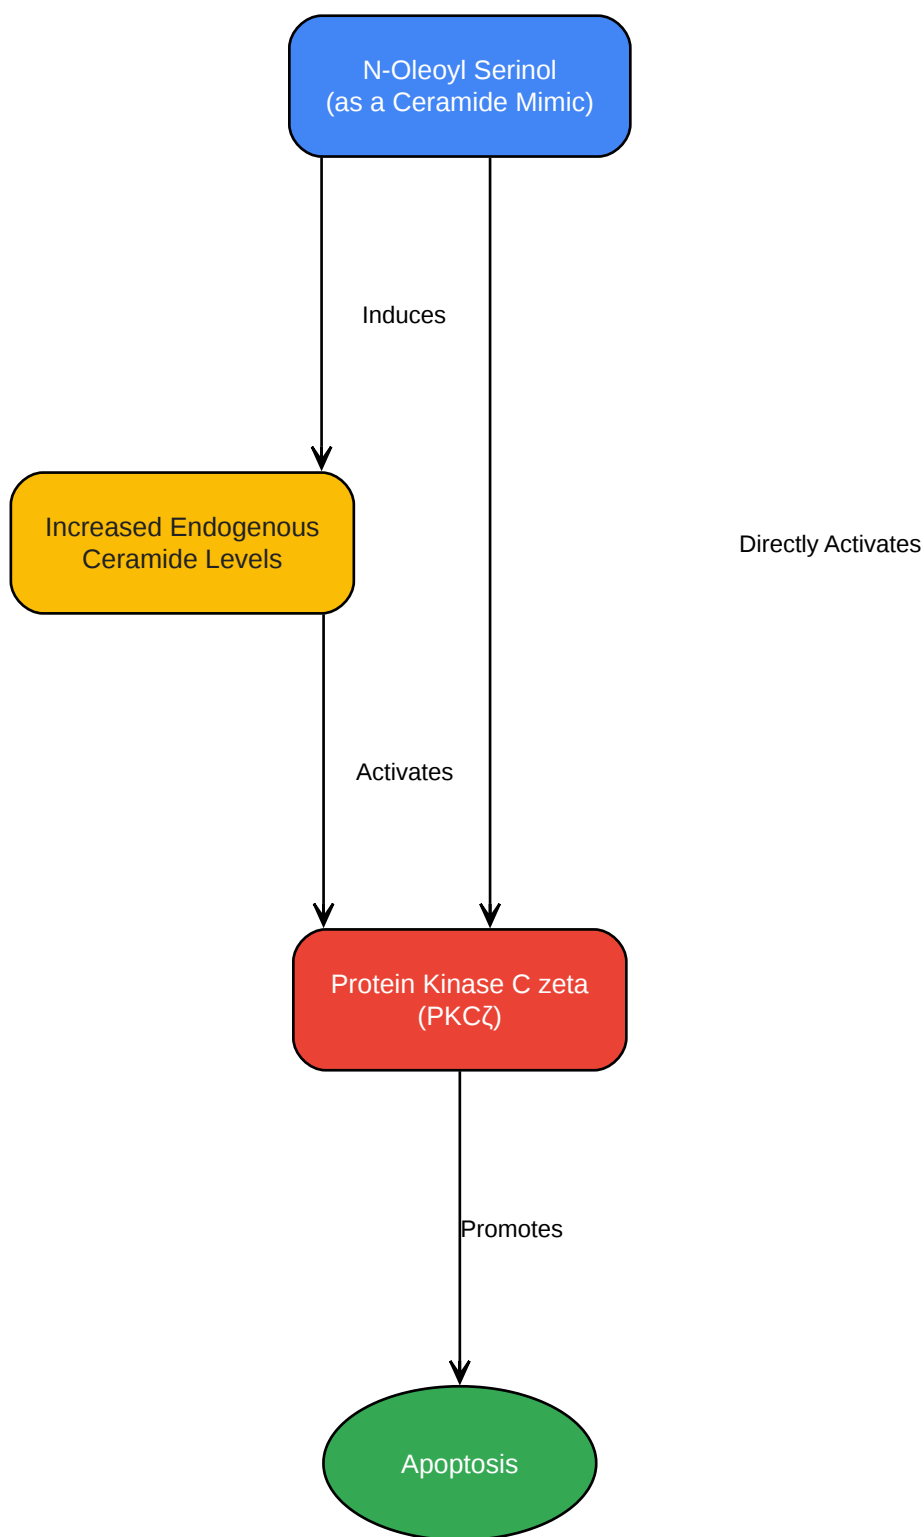 N-Oleoyl Serinol
(as a Ceramide Mimic)
Induces
Increased Endogenous
Ceramide Levels
Directly Activates
Activates
Protein Kinase C zeta
(PKCζ)
Promotes
Apoptosis